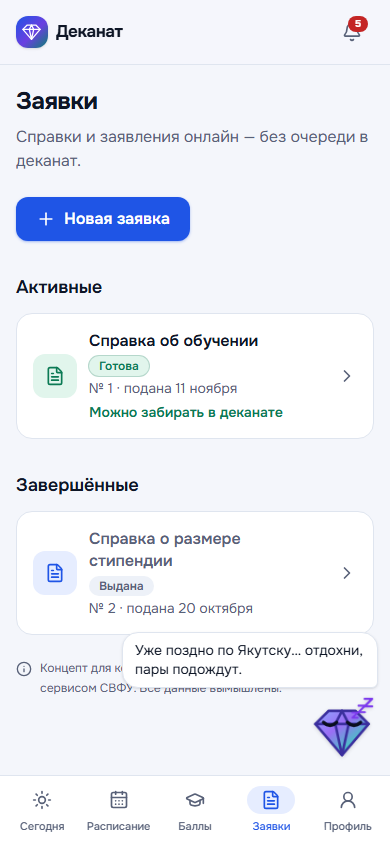 Деканат
5
Заявки
Справки и заявления онлайн — без очереди в
деканат.
Новая заявка
Активные
Справка об обучении
Готова
№ 1 · подана 11 ноября
Можно забирать в деканате
Завершённые
Справка о размере
стипендии
Выдана
№ 2 · подана 20 октября
Уже поздно по Якутску... отдохни,
пары подождут.
Концепт для
сервисом СВФУ. Все данные вымышлены.
Сегодня
Расписание
Баллы
Заявки
Профиль